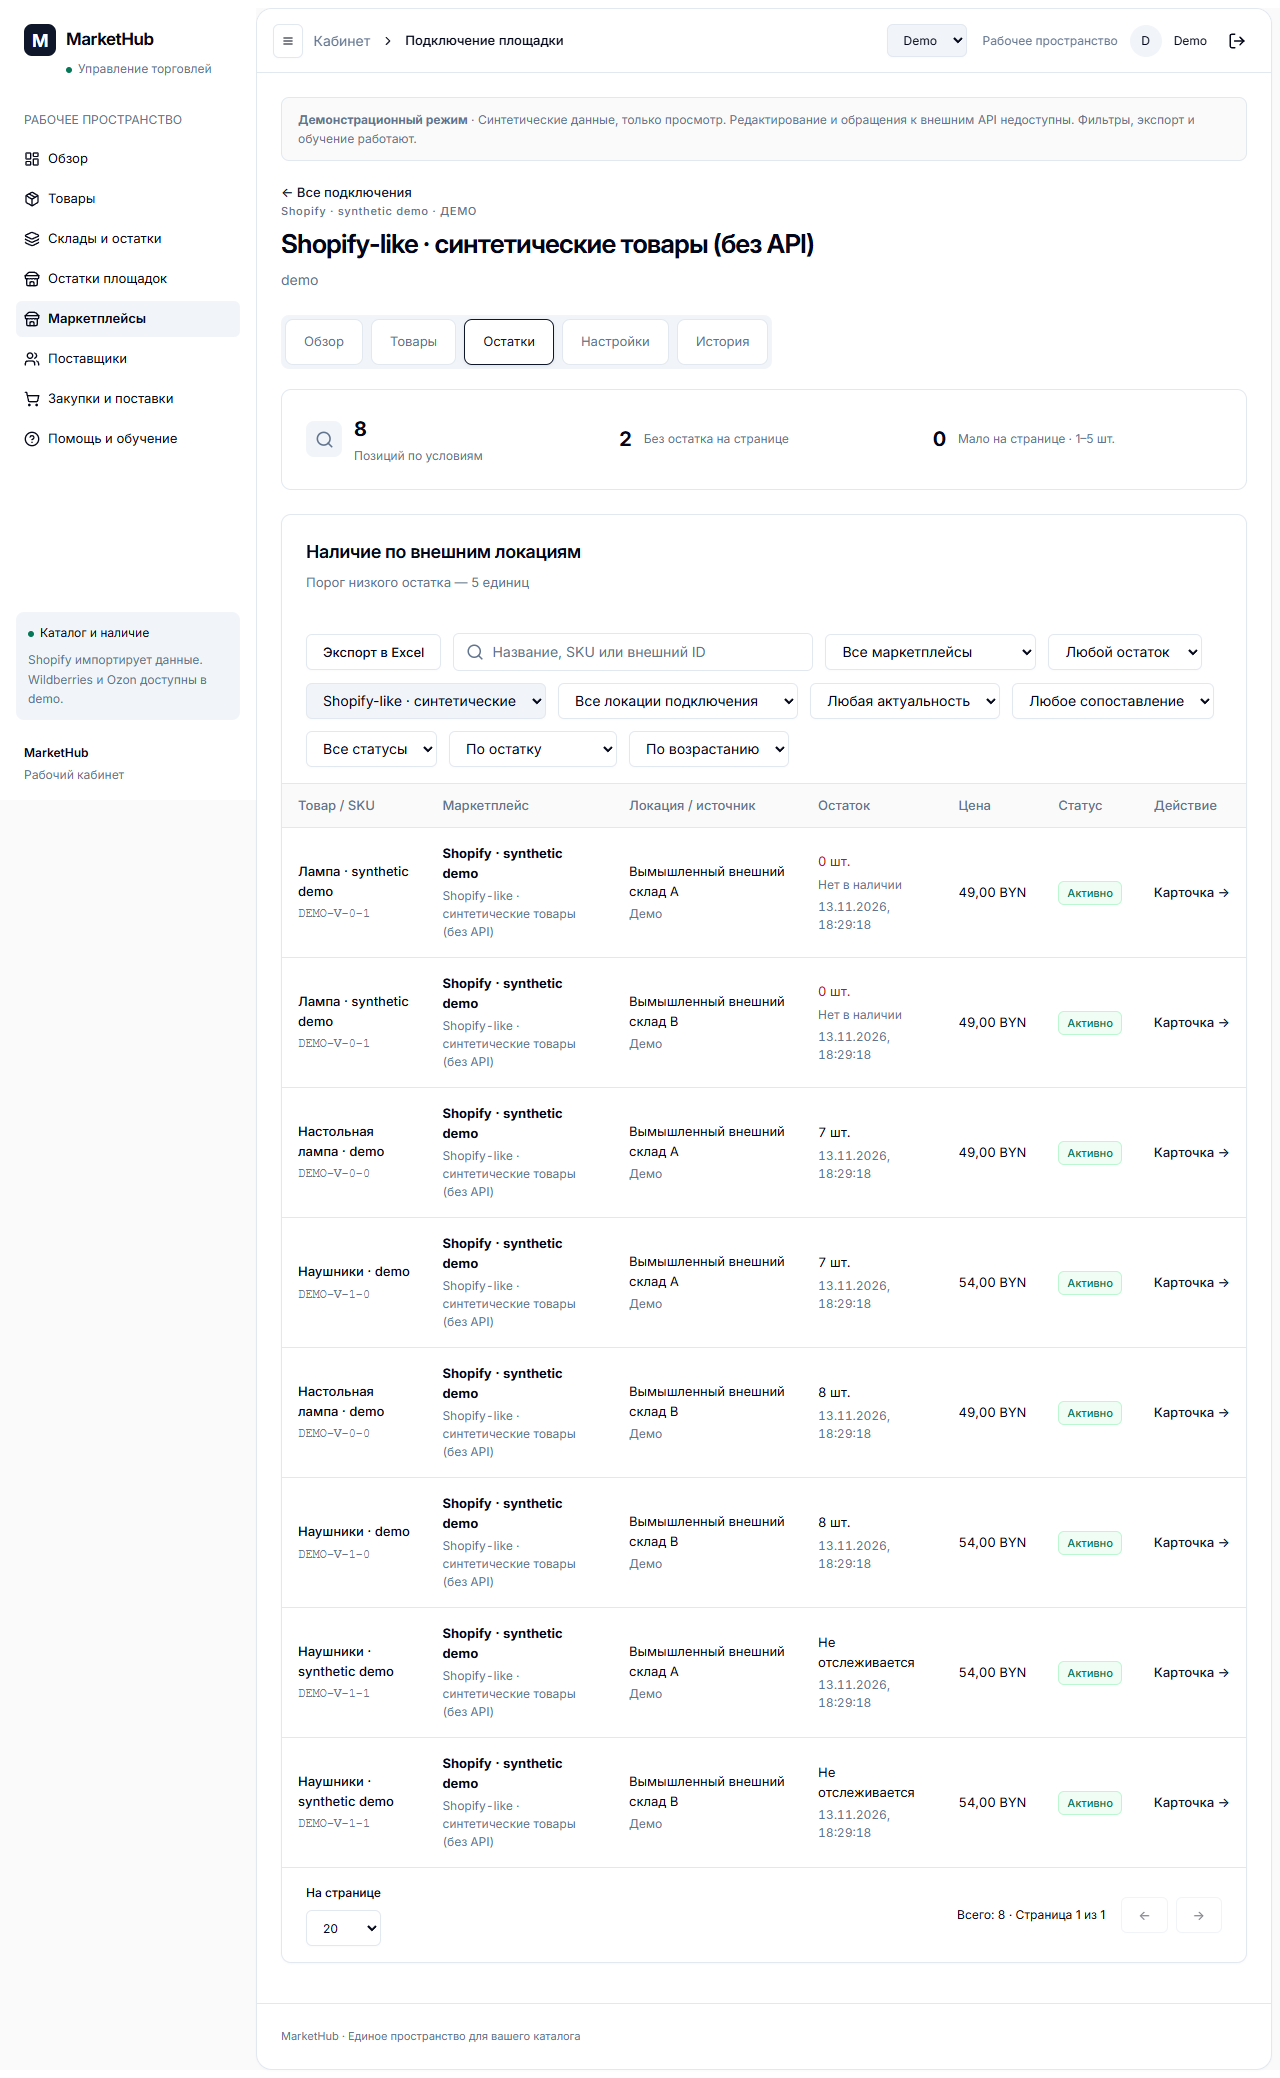 M MarketHub
Управление торговлей
РАБОЧЕЕ ПРОСТРАНСТВО
Обзор
Товары
Склады и остатки
Остатки площадок
Маркетплейсы
Поставщики
Закупки и поставки
Помощь и обучение
Каталог и наличие
Shopify импортирует данные.
Wildberries и Ozon доступны в
demo.
MarketHub
Рабочий кабинет
Кабинет > Подключение площадки
Demo Рабочее пространство D Demo
Демонстрационный режим · Синтетические данные, только просмотр. Редактирование и обращения к внешним API недоступны. Фильтры, экспорт и
обучение работают.
← Все подключения
Shopify · synthetic demo · ДЕМО
Shopify-like · синтетические товары (без API)
demo
Обзор Товары Остатки Настройки История
8
Позиций по условиям
2 Без остатка на странице
0 Мало на странице · 1–5 шт.
Наличие по внешним локациям
Порог низкого остатка — 5 единиц
Экспорт в Excel Название, SKU или внешний ID Все маркетплейсы Любой остаток
Shopify-like · синтетические Все локации подключения Любая актуальность Любое сопоставление
Все статусы По остатку По возрастанию
Товар / SKU Маркетплейс Локация / источник Остаток Цена Статус Действие
Лампа · synthetic
demo
DEMO-V-0-1
Shopify · synthetic
demo
Shopify-like ·
синтетические товары
(без API)
Вымышленный внешний
склад A
Демо
0 шт.
Нет в наличии
13.11.2026,
18:29:18
49,00 BYN
Активно
Карточка →
Лампа · synthetic
demo
DEMO-V-0-1
Shopify · synthetic
demo
Shopify-like ·
синтетические товары
(без API)
Вымышленный внешний
склад B
Демо
0 шт.
Нет в наличии
13.11.2026,
18:29:18
49,00 BYN
Активно
Карточка →
Настольная
лампа · demo
DEMO-V-0-0
Shopify · synthetic
demo
Shopify-like ·
синтетические товары
(без API)
Вымышленный внешний
склад A
Демо
7 шт.
13.11.2026,
18:29:18
49,00 BYN
Активно
Карточка →
Наушники · demo
DEMO-V-1-0
Shopify · synthetic
demo
Shopify-like ·
синтетические товары
(без API)
Вымышленный внешний
склад A
Демо
7 шт.
13.11.2026,
18:29:18
54,00 BYN
Активно
Карточка →
Настольная
лампа · demo
DEMO-V-0-0
Shopify · synthetic
demo
Shopify-like ·
синтетические товары
(без API)
Вымышленный внешний
склад B
Демо
8 шт.
13.11.2026,
18:29:18
49,00 BYN
Активно
Карточка →
Наушники · demo
DEMO-V-1-0
Shopify · synthetic
demo
Shopify-like ·
синтетические товары
(без API)
Вымышленный внешний
склад B
Демо
8 шт.
13.11.2026,
18:29:18
54,00 BYN
Активно
Карточка →
Наушники ·
synthetic demo
DEMO-V-1-1
Shopify · synthetic
demo
Shopify-like ·
синтетические товары
(без API)
Вымышленный внешний
склад A
Демо
Не
отслеживается
13.11.2026,
18:29:18
54,00 BYN
Активно
Карточка →
Наушники ·
synthetic demo
DEMO-V-1-1
Shopify · synthetic
demo
Shopify-like ·
синтетические товары
(без API)
Вымышленный внешний
склад B
Демо
Не
отслеживается
13.11.2026,
18:29:18
54,00 BYN
Активно
Карточка →
На странице
20
Всего: 8 · Страница 1 из 1 ← →
MarketHub · Единое пространство для вашего каталога